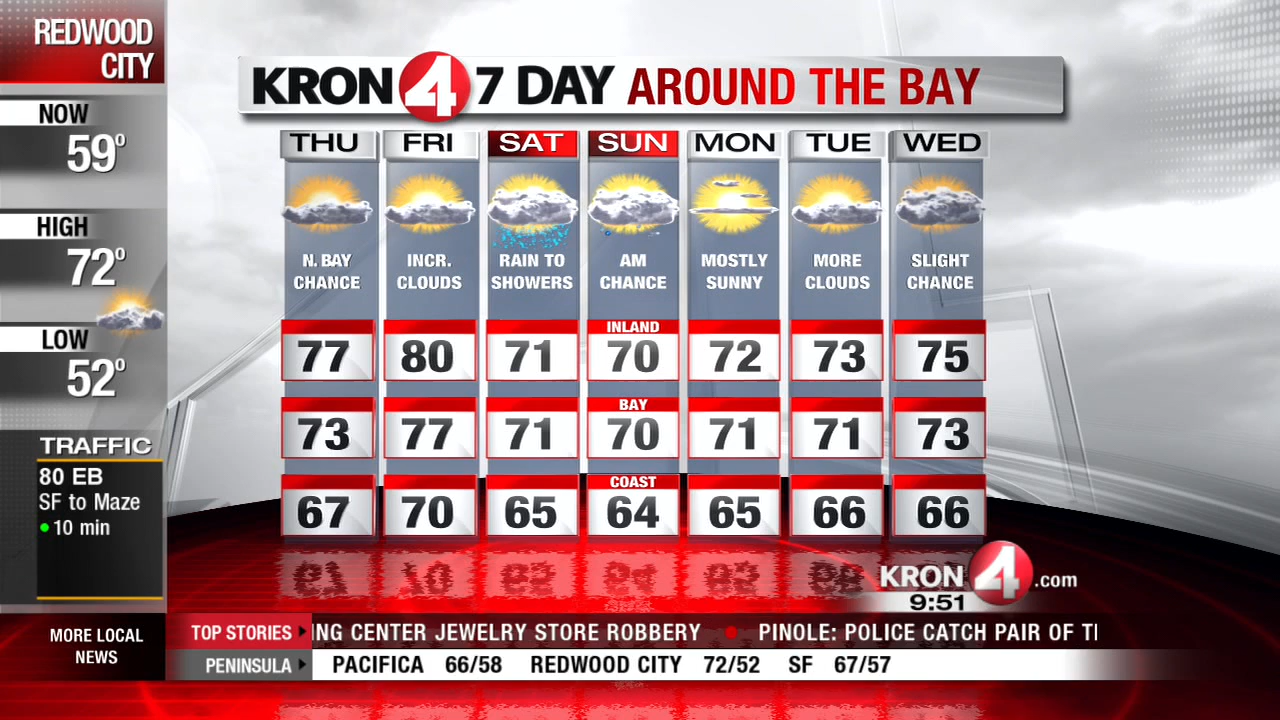 REDWOOD
CITY
NOW
59°
HIGH
72°
LOW
52°
TRAFFIC
80 EB
SF to Maze
10 min
MORE LOCAL
NEWS
KRON 4 7 DAY AROUND THE BAY
THU FRI SAT SUN MON TUE WED
N. BAY CHANCE
INCR. CLOUDS
RAIN TO SHOWERS
AM CHANCE
MOSTLY SUNNY
MORE CLOUDS
SLIGHT CHANCE
INLAND
77 80 71 70 72 73 75
BAY
73 77 71 70 71 71 73
COAST
67 70 65 64 65 66 66
KRON 4 .com
9:51
TOP STORIES ING CENTER JEWELRY STORE ROBBERY PINOLE: POLICE CATCH PAIR OF
PENINSULA PACIFICA 66/58 REDWOOD CITY 72/52 SF 67/57